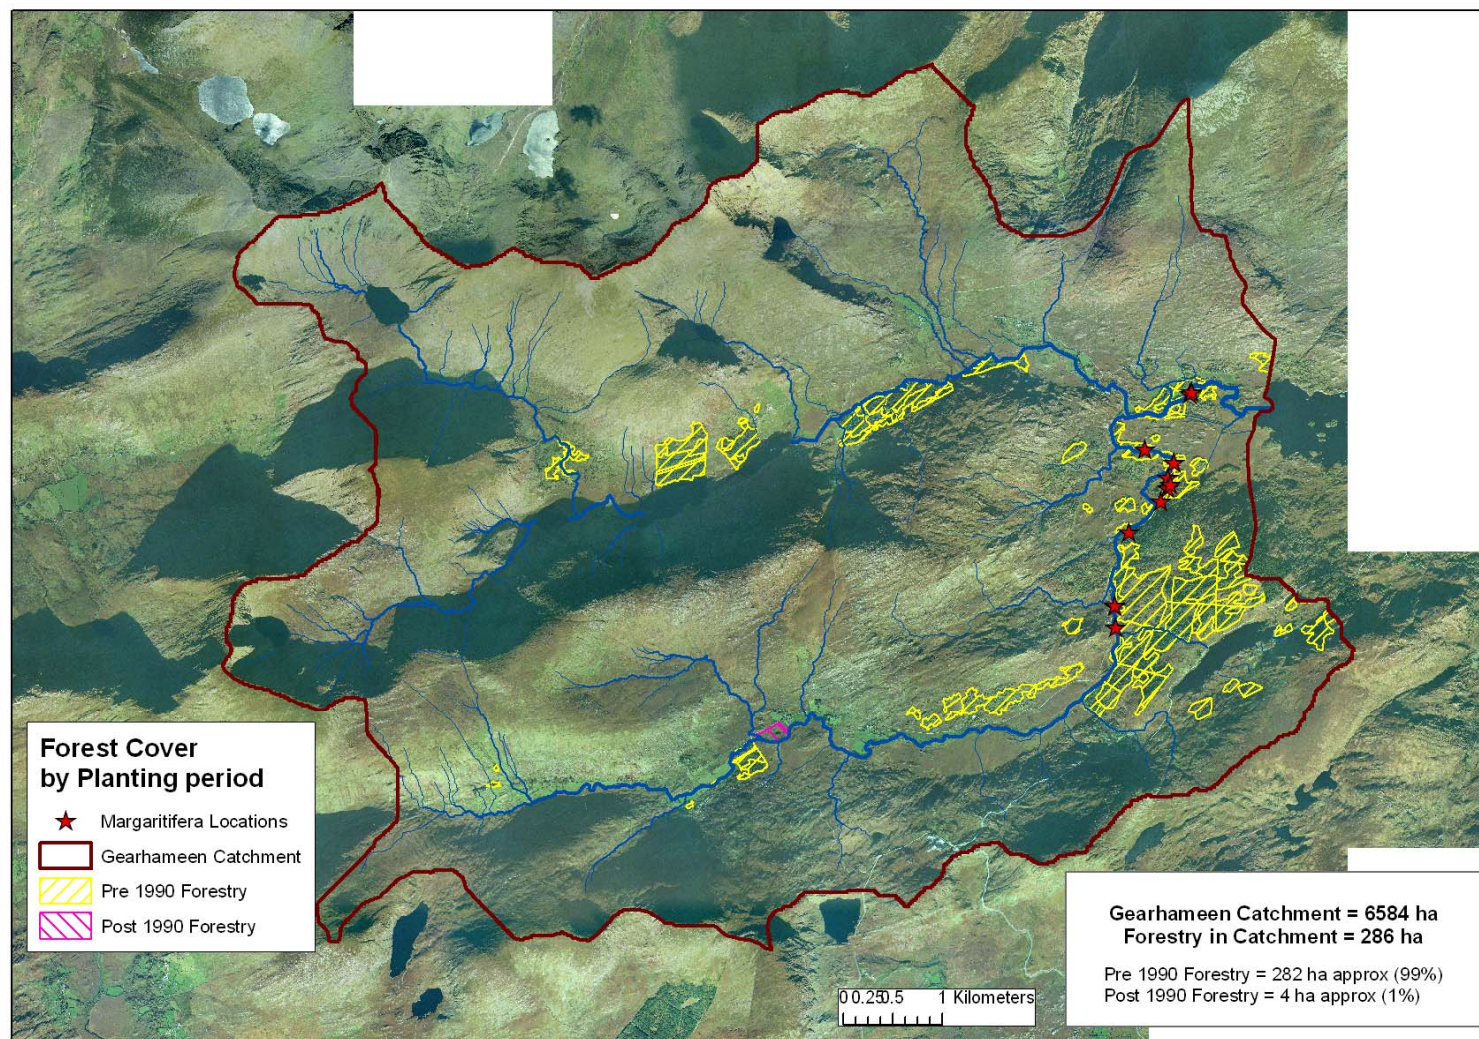 Forest Cover
by Planting period
Margaritifera Locations
Gearhameen Catchment
Pre 1990 Forestry
Post 1990 Forestry
Gearhameen Catchment = 6584 ha
Forestry in Catchment = 286 ha
Pre 1990 Forestry = 282 ha approx (99%)
Post 1990 Forestry = 4 ha approx (1%)
0 0.25 0.5 1 Kilometers